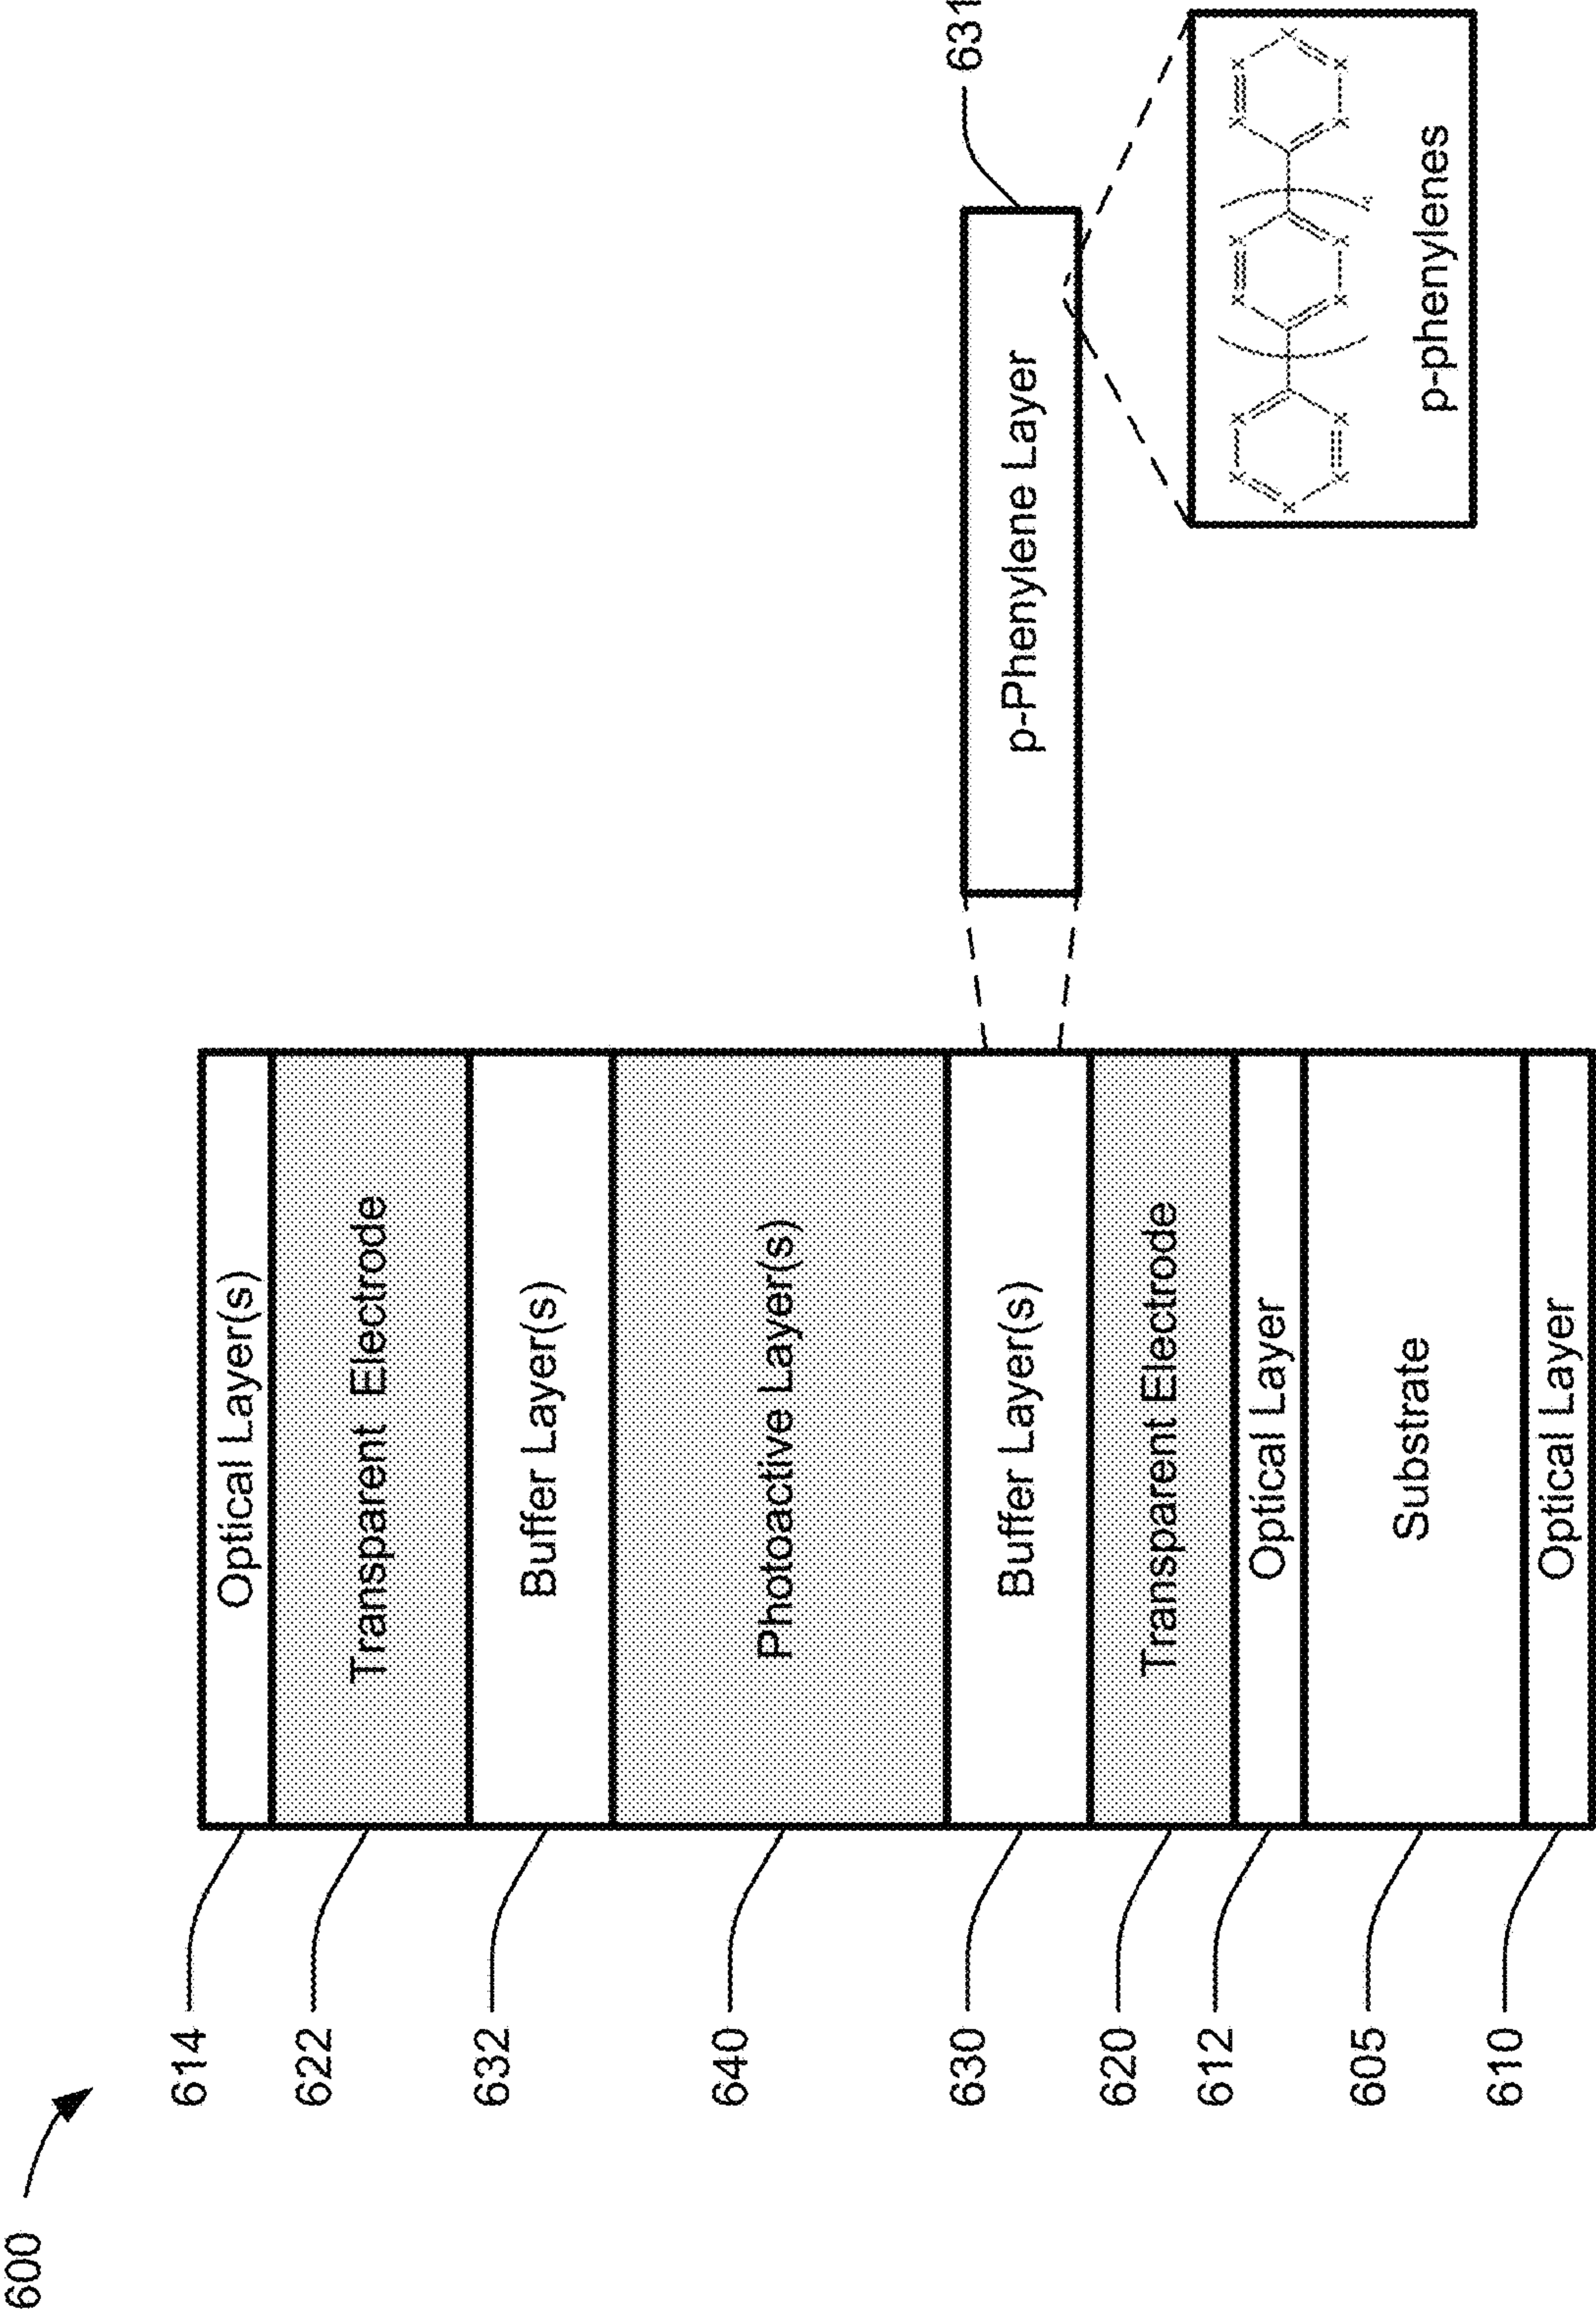 600
614
Optical Layer(s)
622
Transparent Electrode
632
Buffer Layer(s)
640
Photoactive Layer(s)
630
Buffer Layer(s)
p-Phenylene Layer
631
620
Transparent Electrode
612
Optical Layer
605
Substrate
p-phenylenes
610
Optical Layer